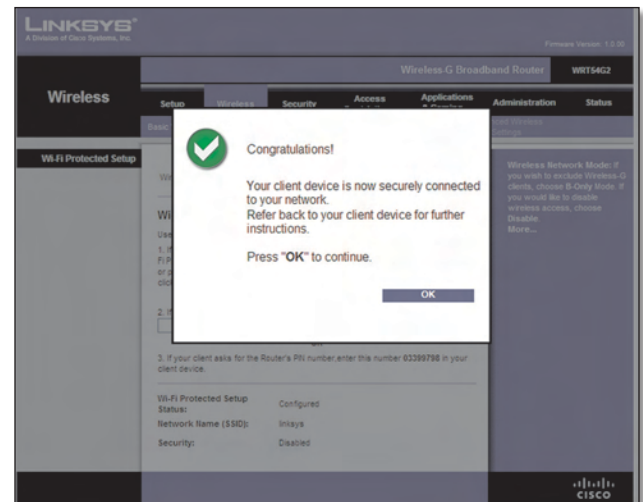 LINKSYS®
A Division of Cisco Systems, Inc.
Firmware Version: 1.0.00
Wireless-G Broadband Router WRT54G2
Wireless
Setup Wireless Security Access Applications Administration Status
& Gaming
Basic
Settings
Wi-Fi Protected Setup
Congratulations!
Your client device is now securely connected
to your network.
Refer back to your client device for further
instructions.
Press "OK" to continue.
OK
Wireless Network Mode: If
you wish to exclude Wireless-G
clients, choose B-Only Mode. If
you would like to disable
wireless access, choose
Disable.
More...
2. If
3. If your client asks for the Router's PIN number, enter this number 03399798 in your
client device.
Wi-Fi Protected Setup
Status: Configured
Network Name (SSID): linksys
Security: Disabled
CISCO